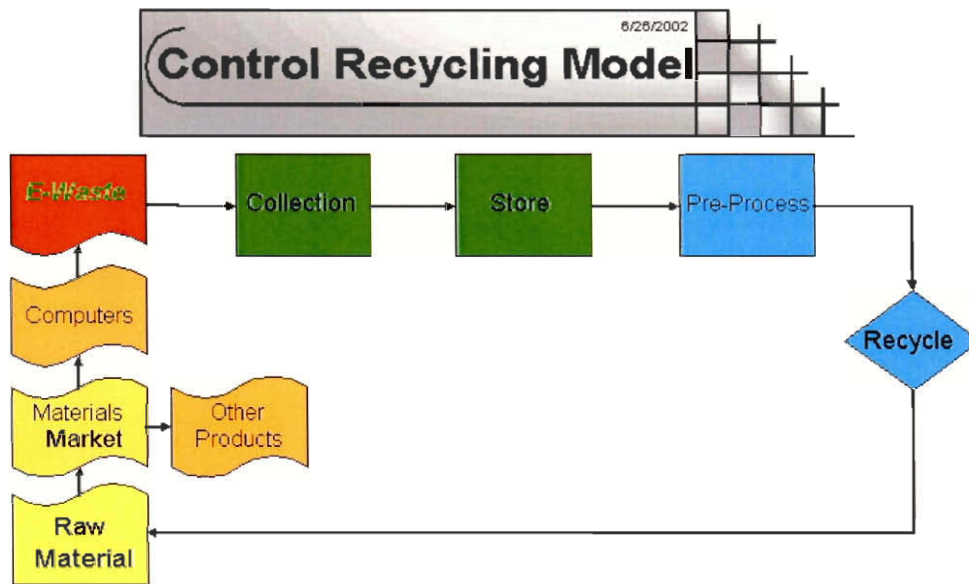 6/26/2002
Control Recycling Model
E-Waste
Collection
Store
Pre-Process
Computers
Recycle
Materials
Market
Other
Products
Raw
Material